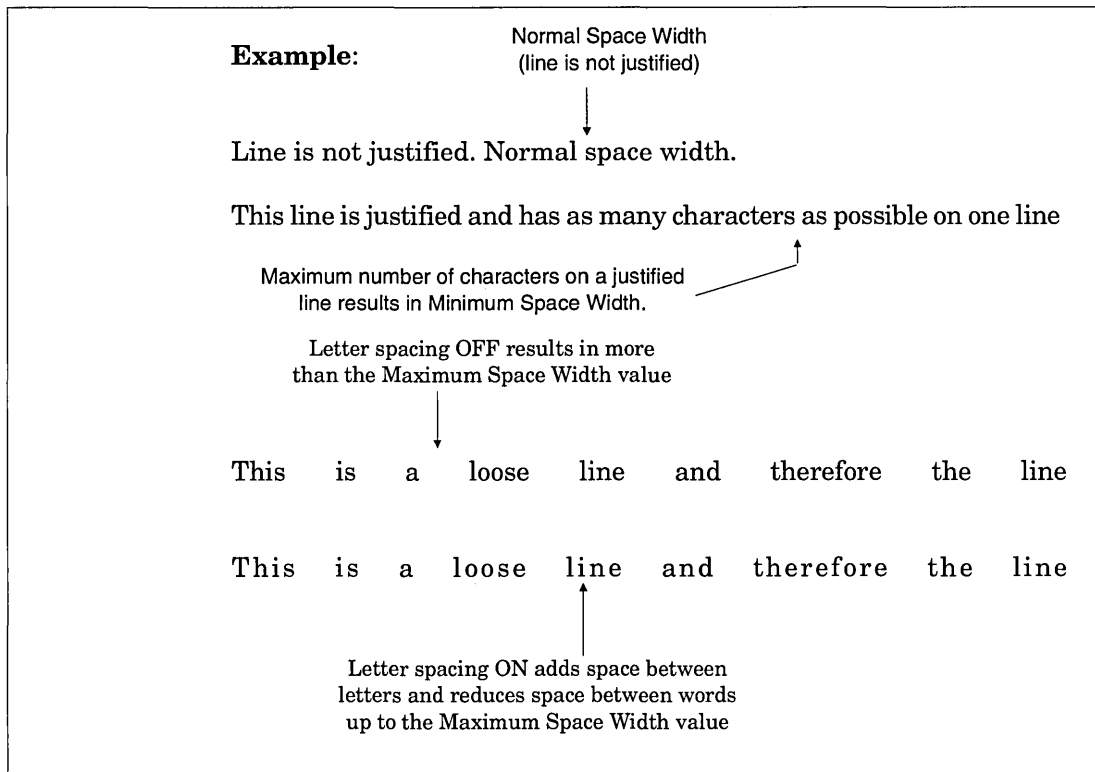 Example:
Normal Space Width
(line is not justified)
Line is not justified. Normal space width.
This line is justified and has as many characters as possible on one line
Maximum number of characters on a justified
line results in Minimum Space Width.
Letter spacing OFF results in more
than the Maximum Space Width value
This is a loose line and therefore the line
This is a loose line and therefore the line
Letter spacing ON adds space between
letters and reduces space between words
up to the Maximum Space Width value